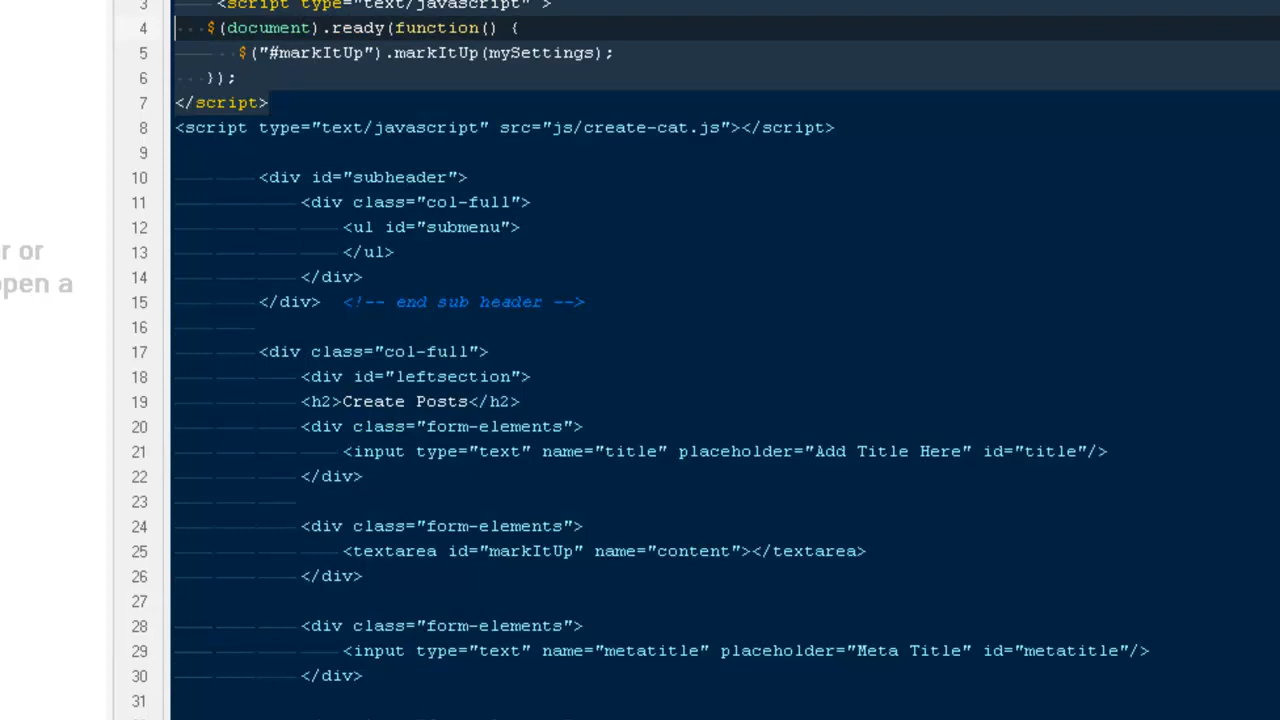 3 <script type="text/javascript" >
4 $(document).ready(function() {
5 $("#markItUp").markItUp(mySettings);
6 });
7 </script>
8 <script type="text/javascript" src="js/create-cat.js"></script>
9
10 <div id="subheader">
11 <div class="col-full">
12 <ul id="submenu">
13 </ul>
14 </div>
15 </div> <!-- end sub header -->
16
17 <div class="col-full">
18 <div id="leftsection">
19 <h2>Create Posts</h2>
20 <div class="form-elements">
21 <input type="text" name="title" placeholder="Add Title Here" id="title"/>
22 </div>
23
24 <div class="form-elements">
25 <textarea id="markItUp" name="content"></textarea>
26 </div>
27
28 <div class="form-elements">
29 <input type="text" name="metatitle" placeholder="Meta Title" id="metatitle"/>
30 </div>
31
r or
open a